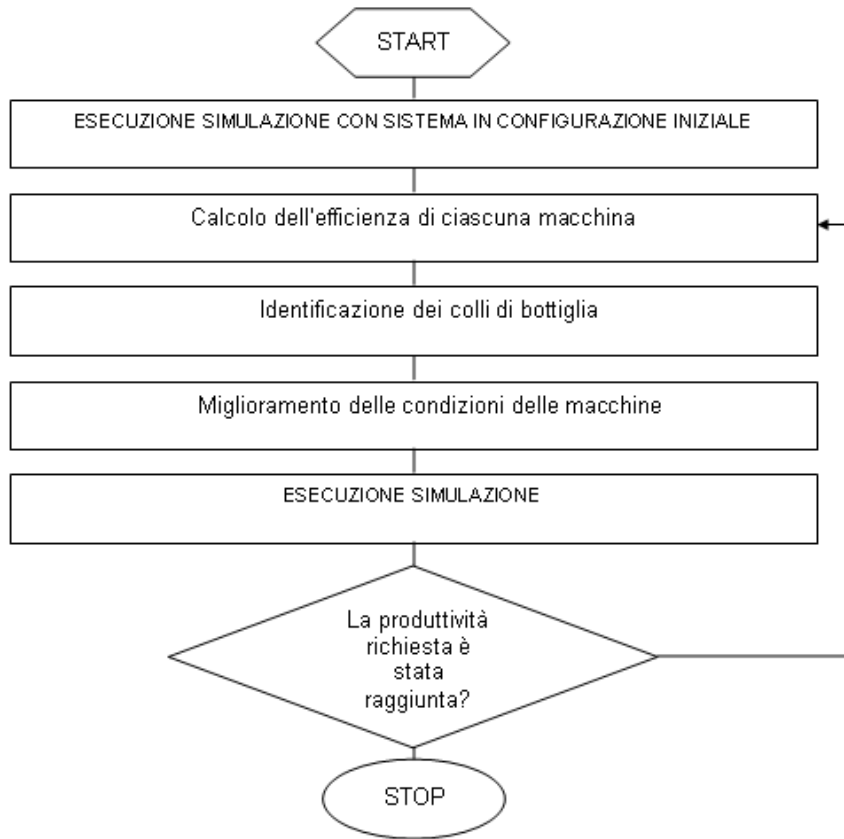 START
ESECUZIONE SIMULAZIONE CON SISTEMA IN CONFIGURAZIONE INIZIALE
Calcolo dell'efficienza di ciascuna macchina
Identificazione dei colli di bottiglia
Miglioramento delle condizioni delle macchine
ESECUZIONE SIMULAZIONE
La produttività
richiesta è
stata
raggiunta?
STOP